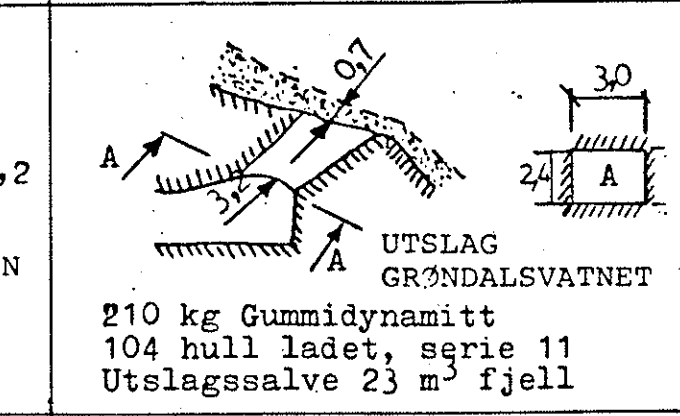 0,7
3,0
A
,2
3,2
2,4
A
N
A
UTSLAG
GRØNDALSVATNET
210 kg Gummidynamitt
104 hull ladet, serie 11
Utslagssalve 23 m³ fjell